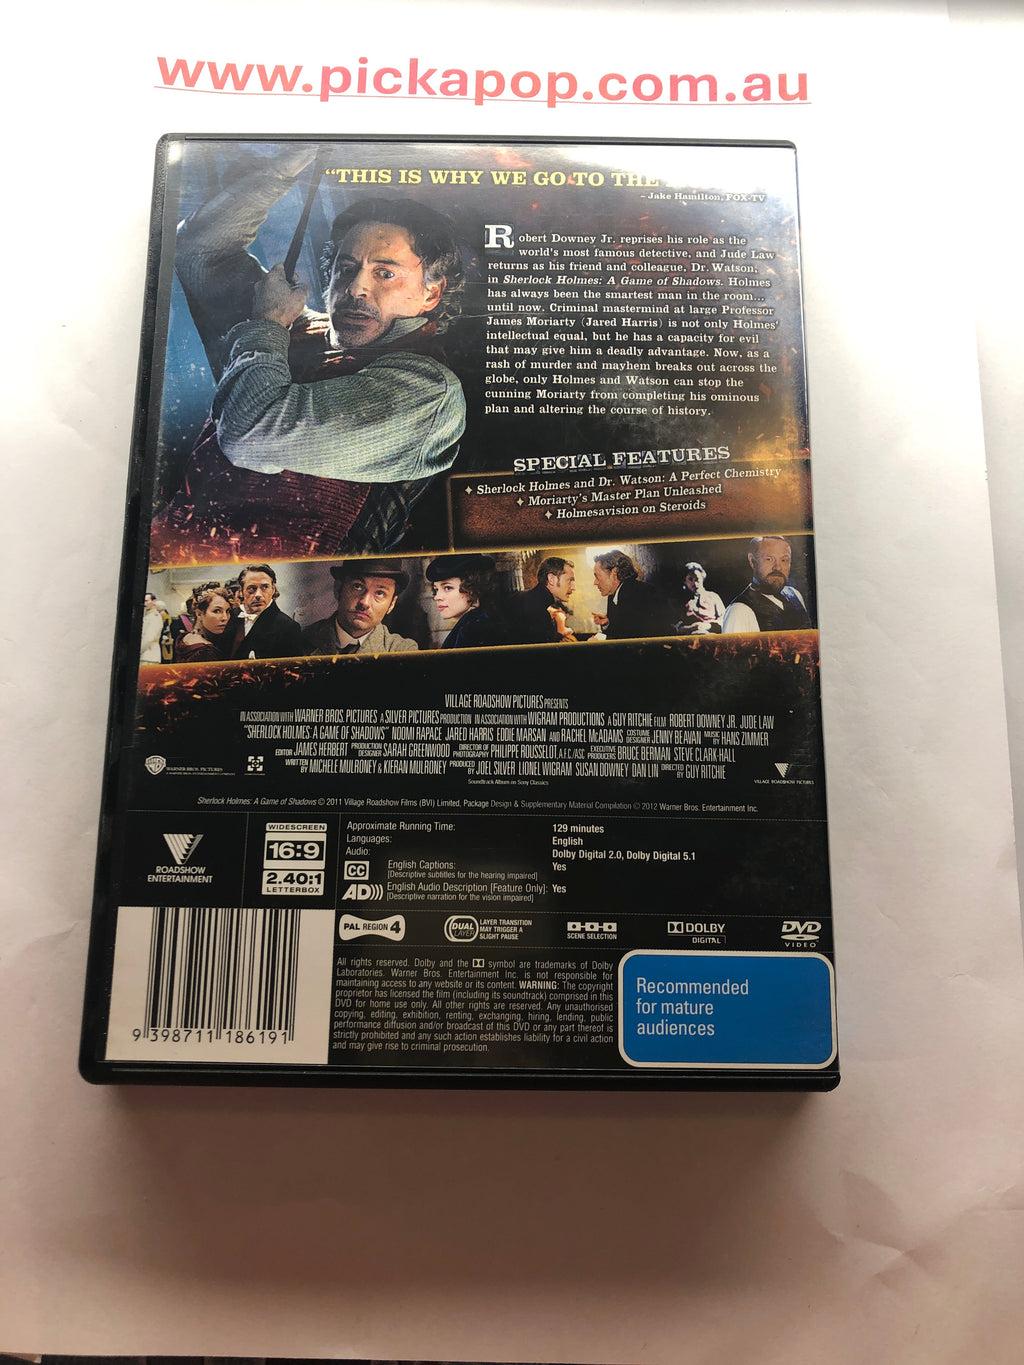 www.pickapop.com.au
“THIS IS WHY WE GO TO THE
– Jake Hamilton, FOX-TV
Robert Downey Jr. reprises his role as the
world's most famous detective, and Jude Law
returns as his friend and colleague, Dr. Watson,
in Sherlock Holmes: A Game of Shadows. Holmes
has always been the smartest man in the room...
until now. Criminal mastermind at large Professor
James Moriarty (Jared Harris) is not only Holmes'
intellectual equal, but he has a capacity for evil
that may give him a deadly advantage. Now, as a
rash of murder and mayhem breaks out across the
globe, only Holmes and Watson can stop the
cunning Moriarty from completing his ominous
plan and altering the course of history.
SPECIAL FEATURES
✦ Sherlock Holmes and Dr. Watson: A Perfect Chemistry
✦ Moriarty's Master Plan Unleashed
✦ Holmesavision on Steroids
VILLAGE ROADSHOW PICTURES PRESENTS
IN ASSOCIATION WITH WARNER BROS. PICTURES A SILVER PICTURES PRODUCTION IN ASSOCIATION WITH WIGRAM PRODUCTIONS A GUY RITCHIE FILM ROBERT DOWNEY JR. JUDE LAW
"SHERLOCK HOLMES: A GAME OF SHADOWS" NOOMI RAPACE JARED HARRIS EDDIE MARSAN AND RACHEL McADAMS COSTUME DESIGNER JENNY BEAVAN MUSIC BY HANS ZIMMER
EDITOR JAMES HERBERT PRODUCTION DESIGNER SARAH GREENWOOD DIRECTOR OF PHOTOGRAPHY PHILIPPE ROUSSELOT, A.F.C./ASC EXECUTIVE PRODUCERS BRUCE BERMAN STEVE CLARK-HALL
WRITTEN BY MICHELE MULRONEY & KIERAN MULRONEY PRODUCED BY JOEL SILVER LIONEL WIGRAM SUSAN DOWNEY DAN LIN DIRECTED BY GUY RITCHIE
WARNER BROS. PICTURES
Soundtrack Album on Sony Classics
VILLAGE ROADSHOW PICTURES
Sherlock Holmes: A Game of Shadows © 2011 Village Roadshow Films (BVI) Limited, Package Design & Supplementary Material Compilation © 2012 Warner Bros. Entertainment Inc.
ROADSHOW
ENTERTAINMENT
WIDESCREEN
16:9
2.40:1
LETTERBOX
Approximate Running Time: 129 minutes
Languages: English
Audio: Dolby Digital 2.0, Dolby Digital 5.1
CC English Captions: Yes
[Descriptive subtitles for the hearing impaired]
AD))) English Audio Description [Feature Only]: Yes
[Descriptive narration for the vision impaired]
PAL REGION 4
DUAL LAYER
LAYER TRANSITION
MAY TRIGGER A
SLIGHT PAUSE
SCENE SELECTION
DOLBY
DIGITAL
DVD
VIDEO
All rights reserved. Dolby and the symbol are trademarks of Dolby
Laboratories. Warner Bros. Entertainment Inc. is not responsible for
maintaining access to any website or its content. WARNING: The copyright
proprietor has licensed the film (including its soundtrack) comprised in this
DVD for home use only. All other rights are reserved. Any unauthorised
copying, editing, exhibition, renting, exchanging, hiring, lending, public
performance diffusion and/or broadcast of this DVD or any part thereof is
strictly prohibited and any such action establishes liability for a civil action
and may give rise to criminal prosecution.
Recommended
for mature
audiences
9 398711 186191